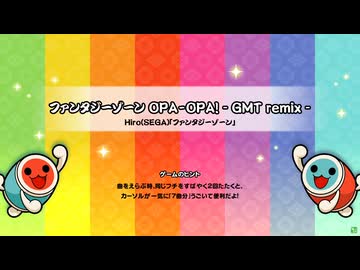 ファンタジーゾーン OPA-OPA! - GMT remix -
Hiro(SEGA)「ファンタジーゾーン」
ゲームのヒント
曲をえらぶ時、同じフチをすばやく2回たたくと、
カーソルが一気に「7曲分」うごいて便利だよ!